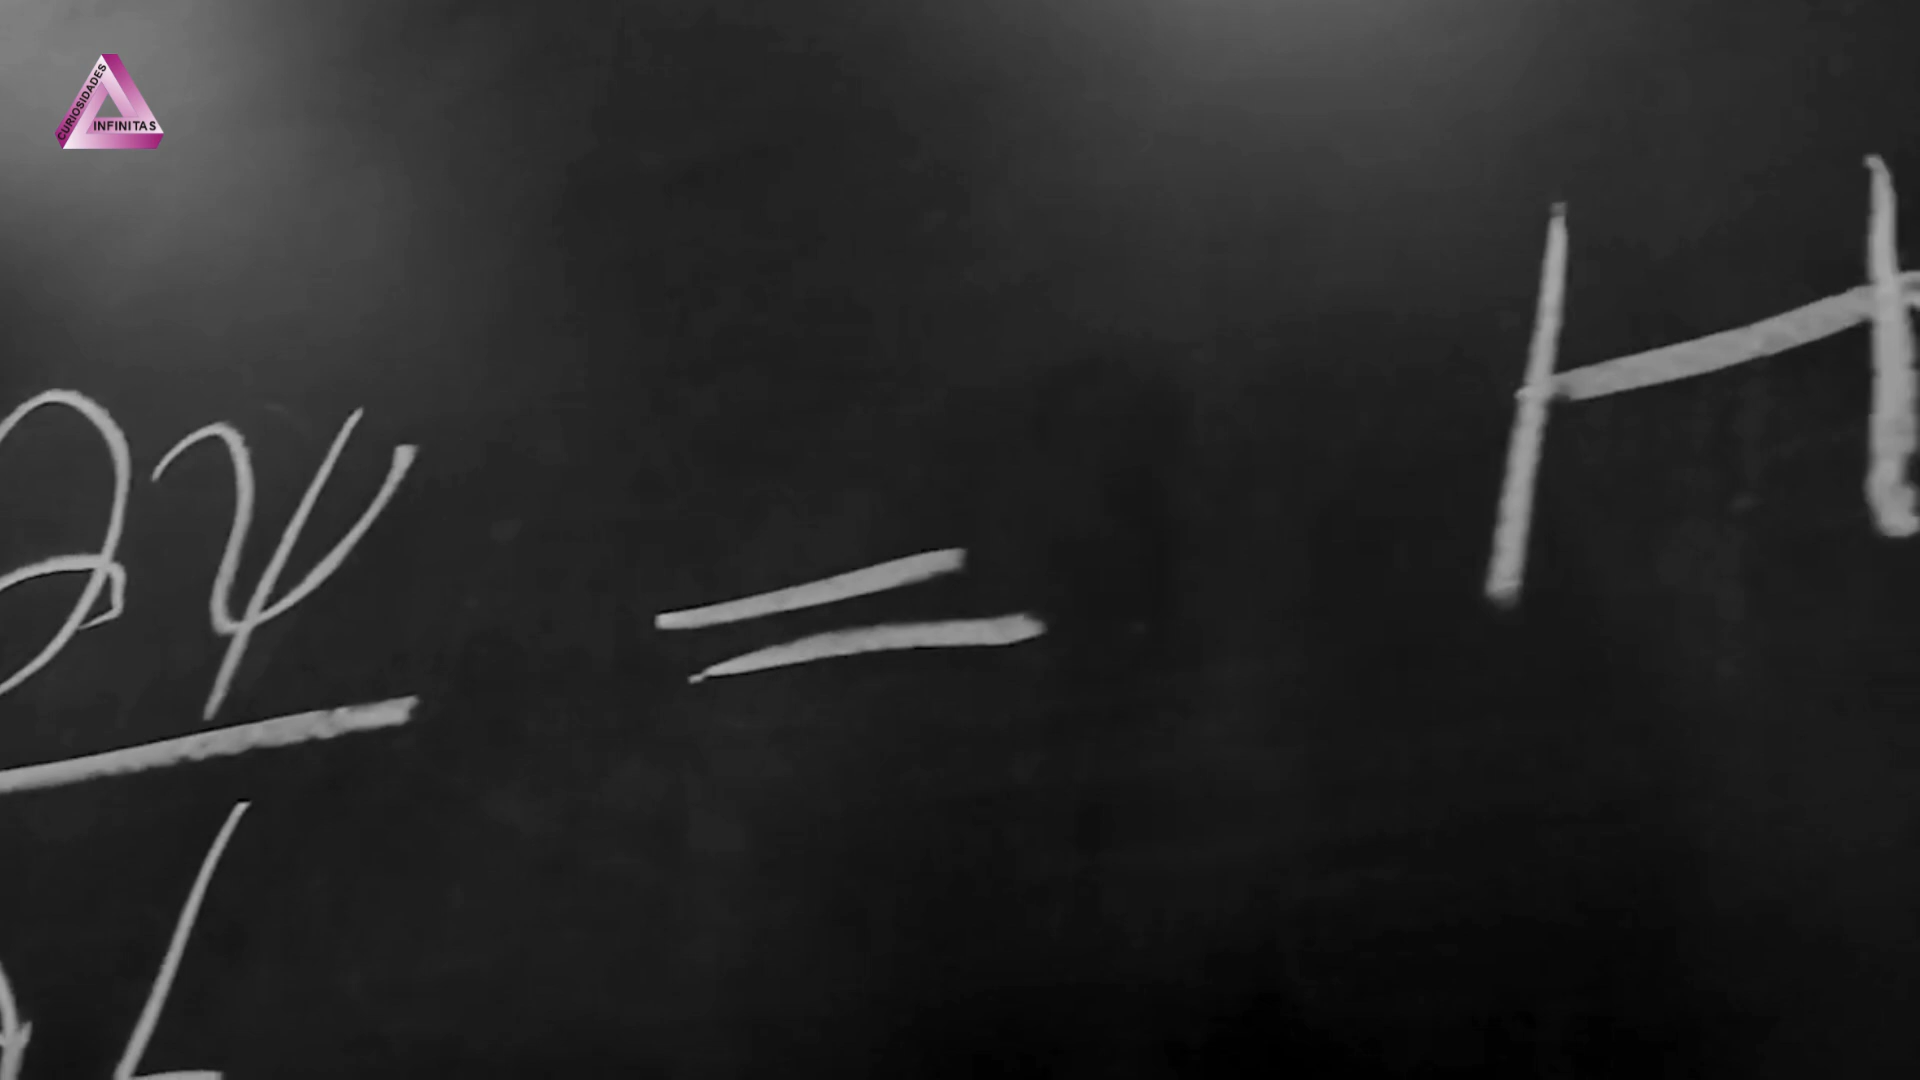 CURIOSIDADES
INFINITAS
∂ψ = H